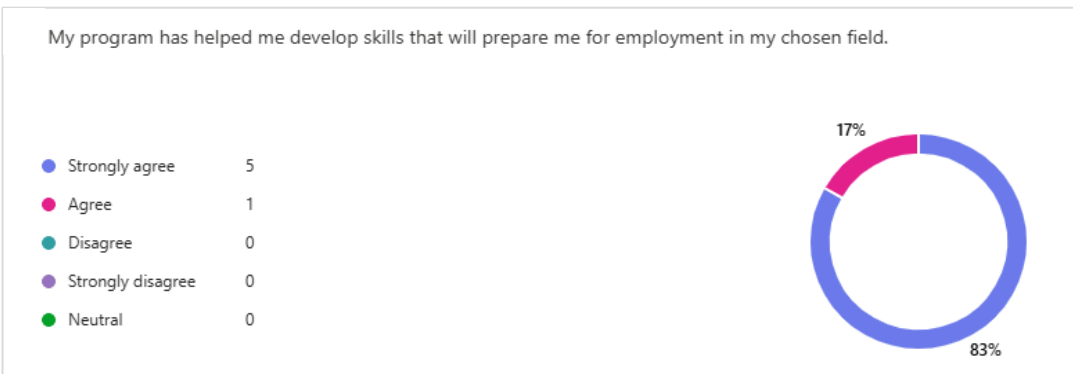 My program has helped me develop skills that will prepare me for employment in my chosen field.
17%
Strongly agree 5
Agree 1
Disagree 0
Strongly disagree 0
Neutral 0
83%